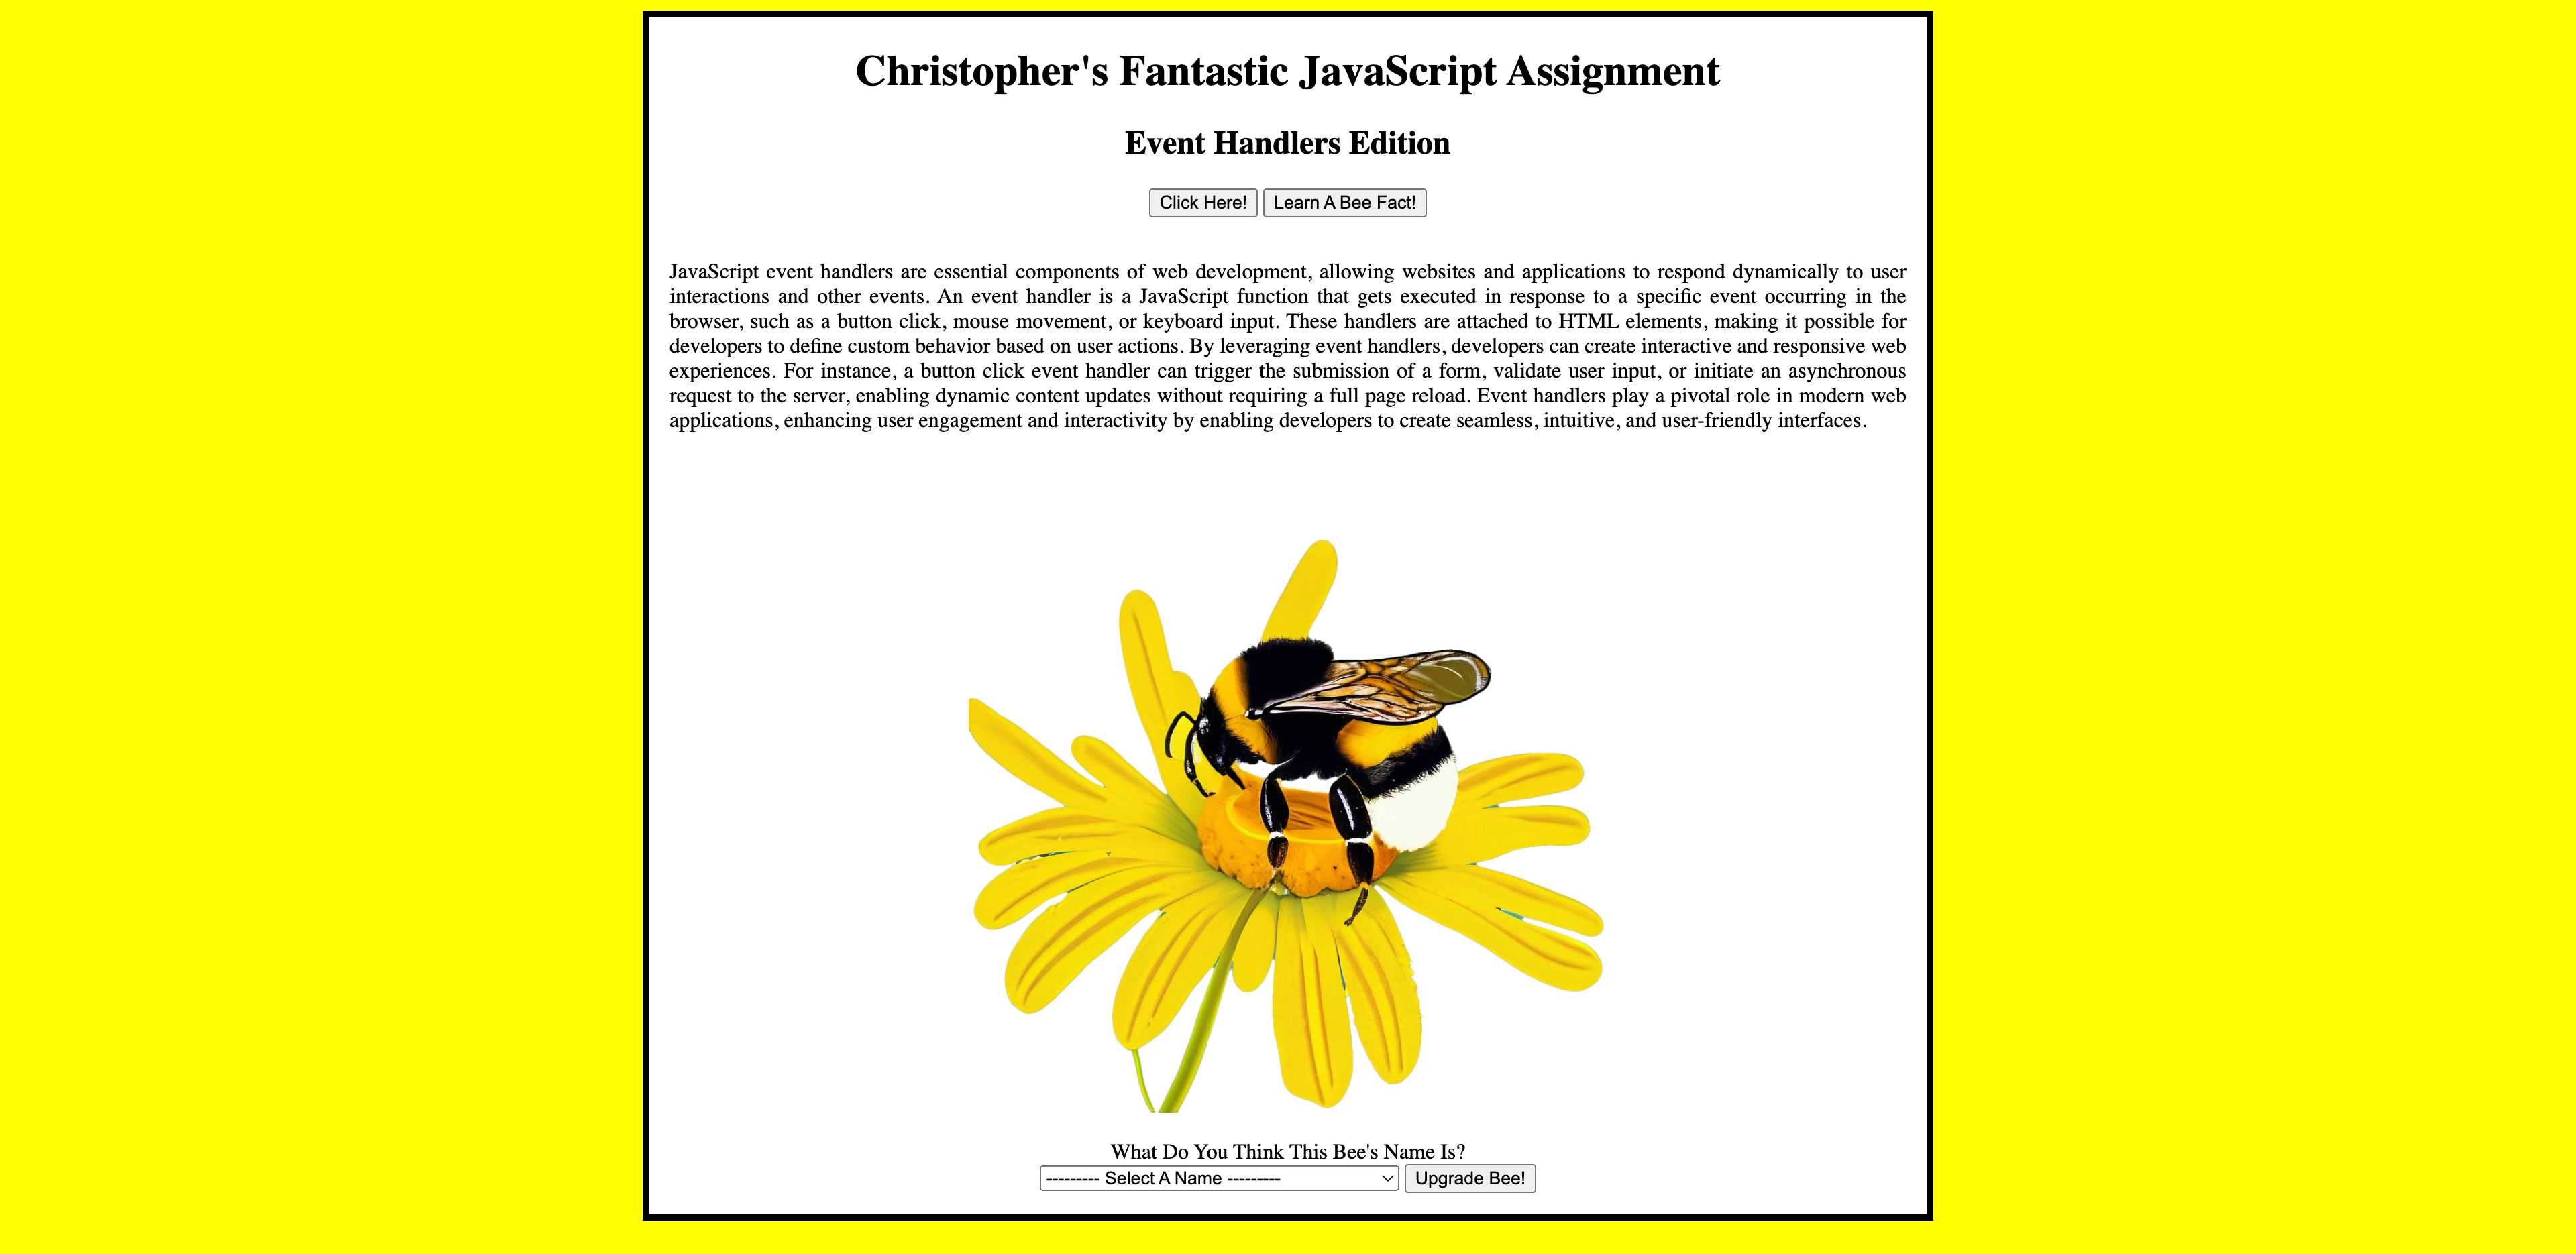 Christopher's Fantastic JavaScript Assignment
Event Handlers Edition
Click Here! Learn A Bee Fact!
JavaScript event handlers are essential components of web development, allowing websites and applications to respond dynamically to user
interactions and other events. An event handler is a JavaScript function that gets executed in response to a specific event occurring in the
browser, such as a button click, mouse movement, or keyboard input. These handlers are attached to HTML elements, making it possible for
developers to define custom behavior based on user actions. By leveraging event handlers, developers can create interactive and responsive web
experiences. For instance, a button click event handler can trigger the submission of a form, validate user input, or initiate an asynchronous
request to the server, enabling dynamic content updates without requiring a full page reload. Event handlers play a pivotal role in modern web
applications, enhancing user engagement and interactivity by enabling developers to create seamless, intuitive, and user-friendly interfaces.
What Do You Think This Bee's Name Is?
--------- Select A Name --------- Upgrade Bee!